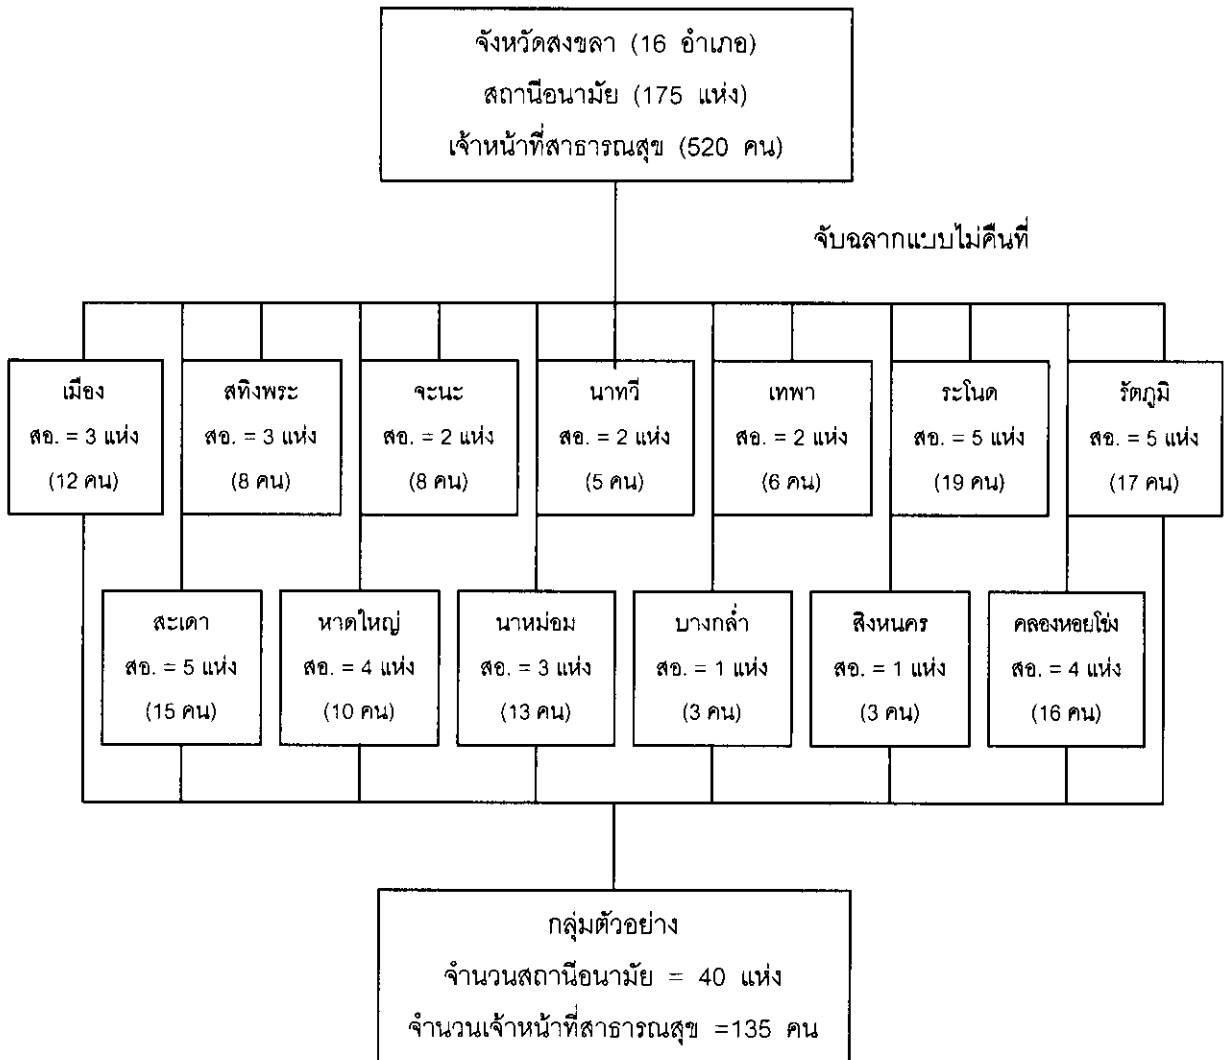 จังหวัดสงขลา (16 อำเภอ)
สถานีอนามัย (175 แห่ง)
เจ้าหน้าที่สาธารณสุข (520 คน)
จับฉลากแบบไม่คืนที่
เมือง
สอ. = 3 แห่ง
(12 คน)
สทิงพระ
สอ. = 3 แห่ง
(8 คน)
จะนะ
สอ. = 2 แห่ง
(8 คน)
นาทวี
สอ. = 2 แห่ง
(5 คน)
เทพา
สอ. = 2 แห่ง
(6 คน)
ระโนด
สอ. = 5 แห่ง
(19 คน)
รัตภูมิ
สอ. = 5 แห่ง
(17 คน)
สะเดา
สอ. = 5 แห่ง
(15 คน)
หาดใหญ่
สอ. = 4 แห่ง
(10 คน)
นาหม่อม
สอ. = 3 แห่ง
(13 คน)
บางกล่ำ
สอ. = 1 แห่ง
(3 คน)
สิงหนคร
สอ. = 1 แห่ง
(3 คน)
คลองหอยโข่ง
สอ. = 4 แห่ง
(16 คน)
กลุ่มตัวอย่าง
จำนวนสถานีอนามัย = 40 แห่ง
จำนวนเจ้าหน้าที่สาธารณสุข =135 คน